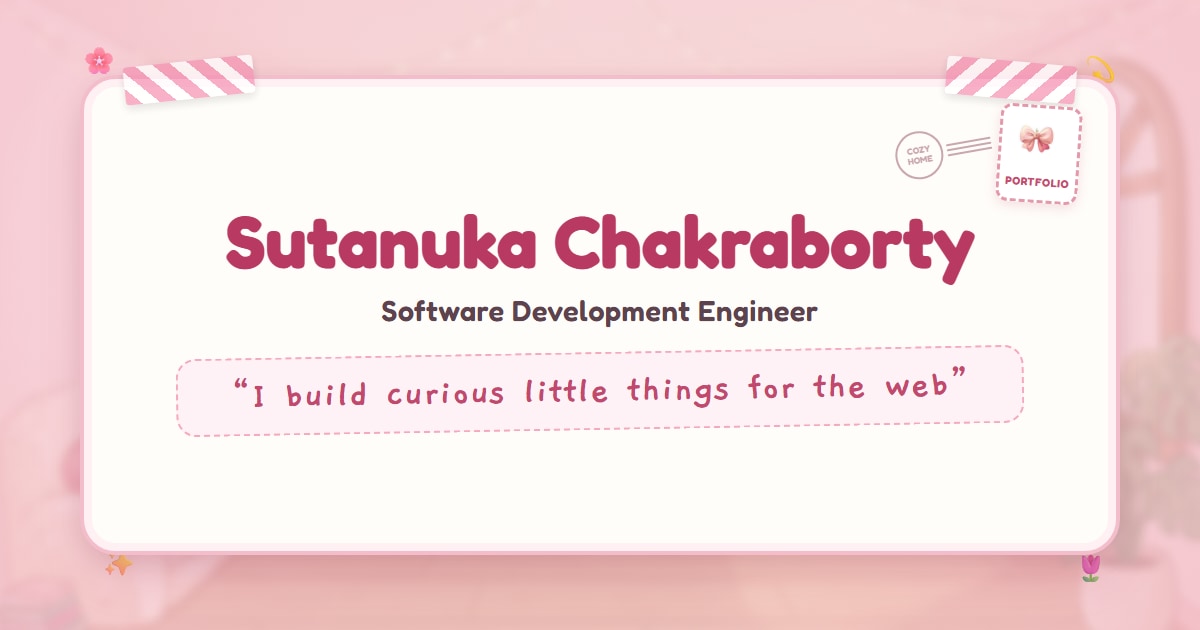 COZY
HOME
PORTFOLIO
Sutanuka Chakraborty
Software Development Engineer
“I build curious little things for the web”